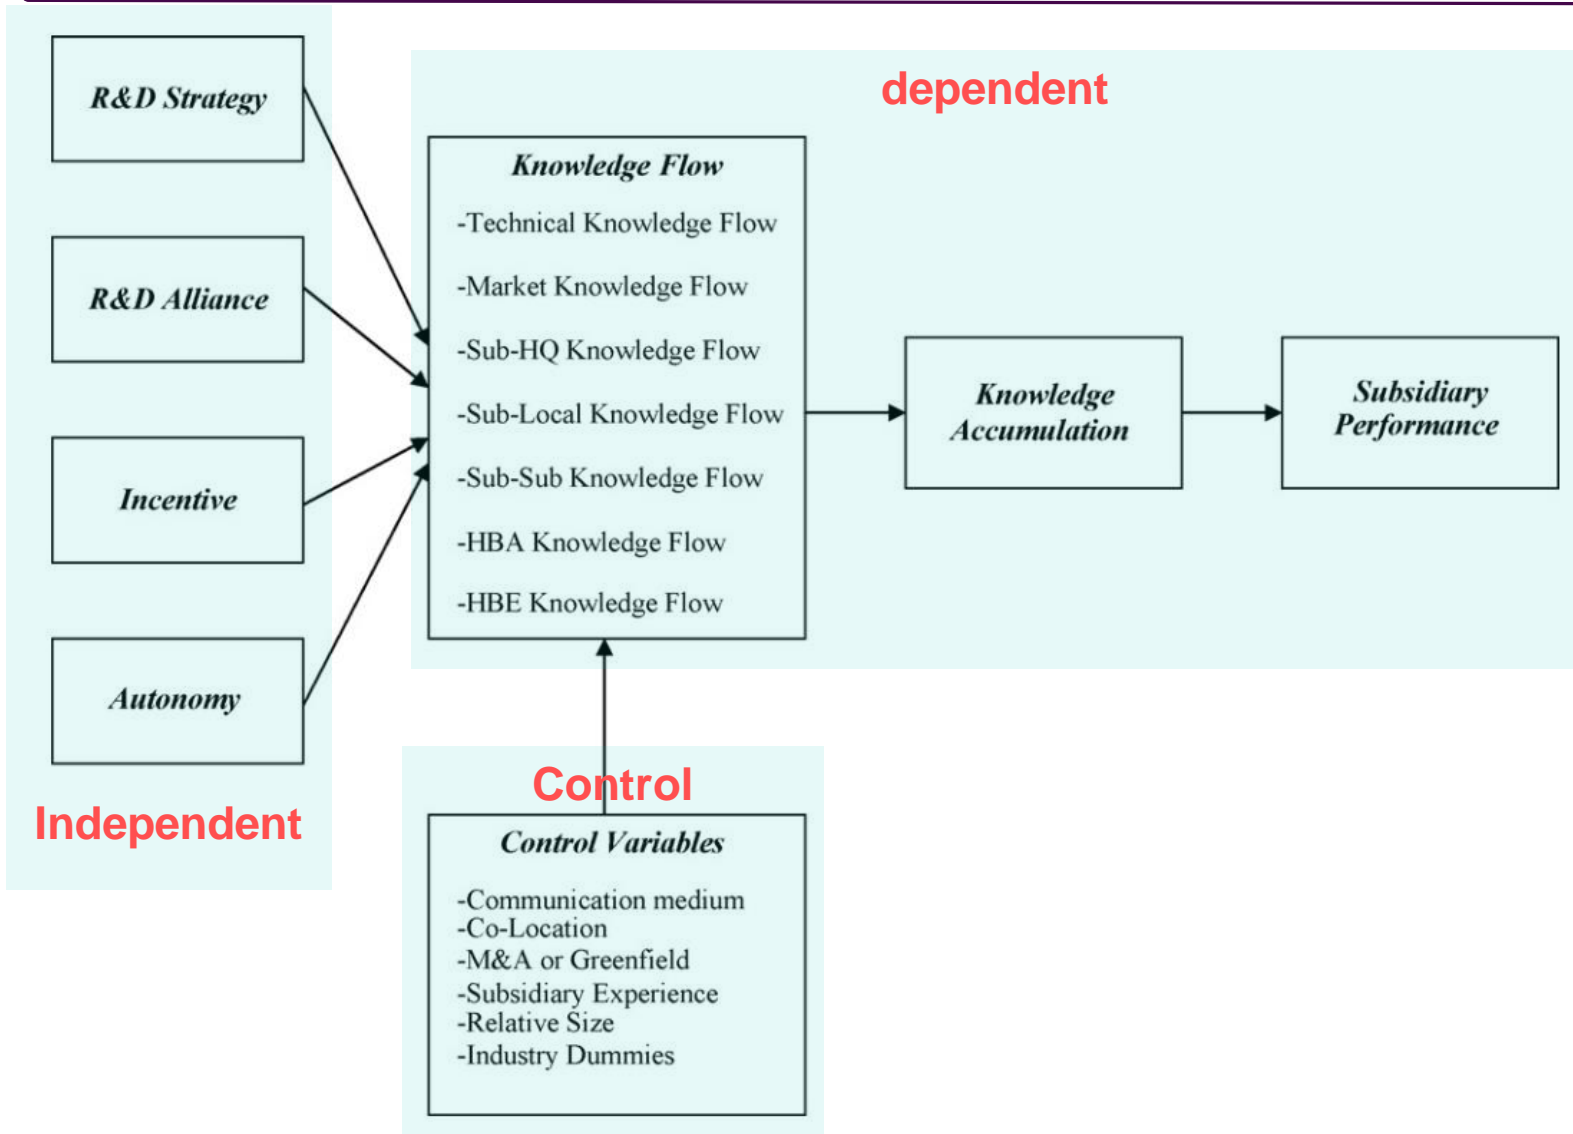 R&D Strategy
R&D Alliance
Incentive
Autonomy
Independent
dependent
Knowledge Flow
-Technical Knowledge Flow
-Market Knowledge Flow
-Sub-HQ Knowledge Flow
-Sub-Local Knowledge Flow
-Sub-Sub Knowledge Flow
-HBA Knowledge Flow
-HBE Knowledge Flow
Knowledge
Accumulation
Subsidiary
Performance
Control
Control Variables
-Communication medium
-Co-Location
-M&A or Greenfield
-Subsidiary Experience
-Relative Size
-Industry Dummies